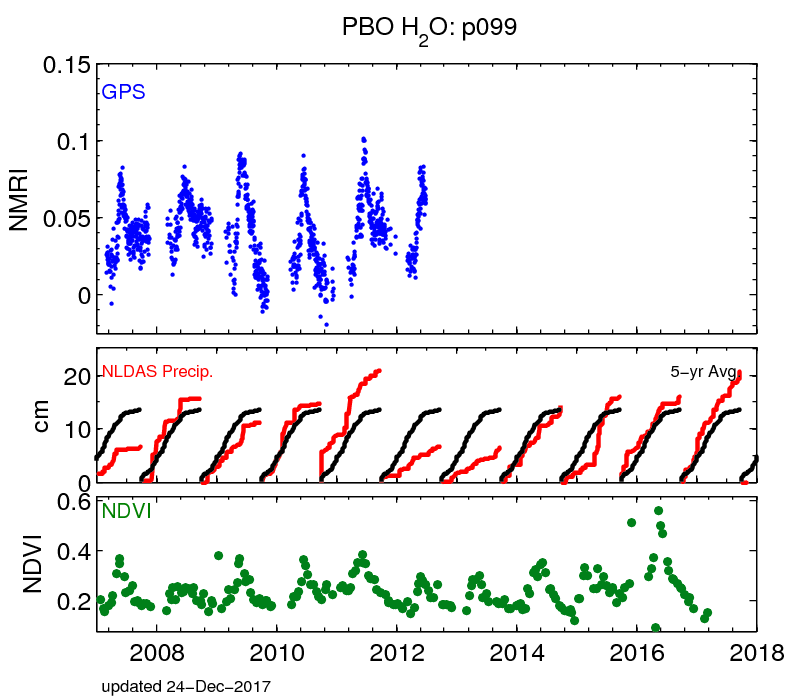 PBO H2O: p099
0.15
GPS
0.1
NMRI
0.05
0
NLDAS Precip.
5-yr Avg.
20
cm
10
0
0.6
NDVI
0.4
NDVI
0.2
2008 2010 2012 2014 2016 2018
updated 24-Dec-2017